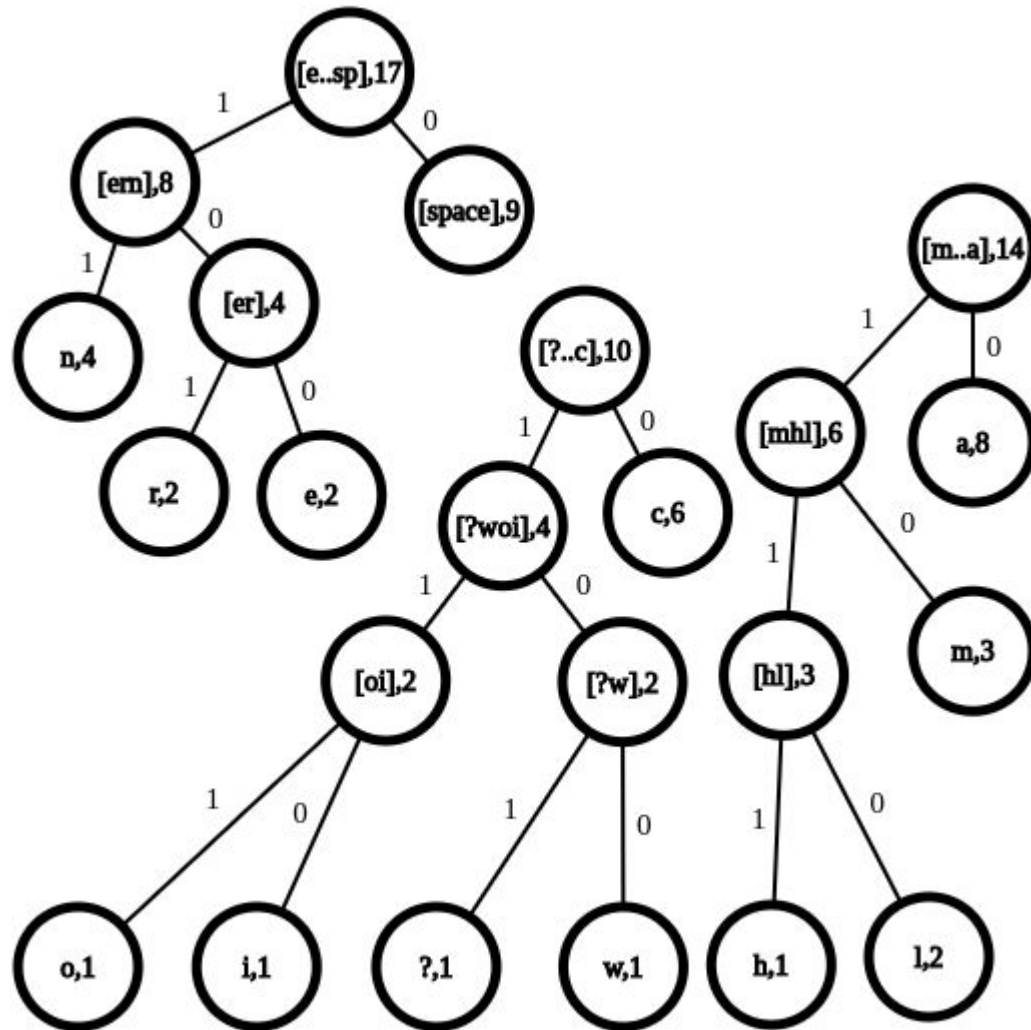 [e..sp],17
1
0
[ern],8
[space],9
0
[m..a],14
1
[er],4
1
0
[?..c],10
n,4
1
0
1
0
[mhl],6
a,8
r,2
e,2
[?woi],4
c,6
0
1
1
0
[oi],2
[?w],2
[hl],3
m,3
1
0
1
0
1
0
o,1
i,1
?,1
w,1
h,1
l,2